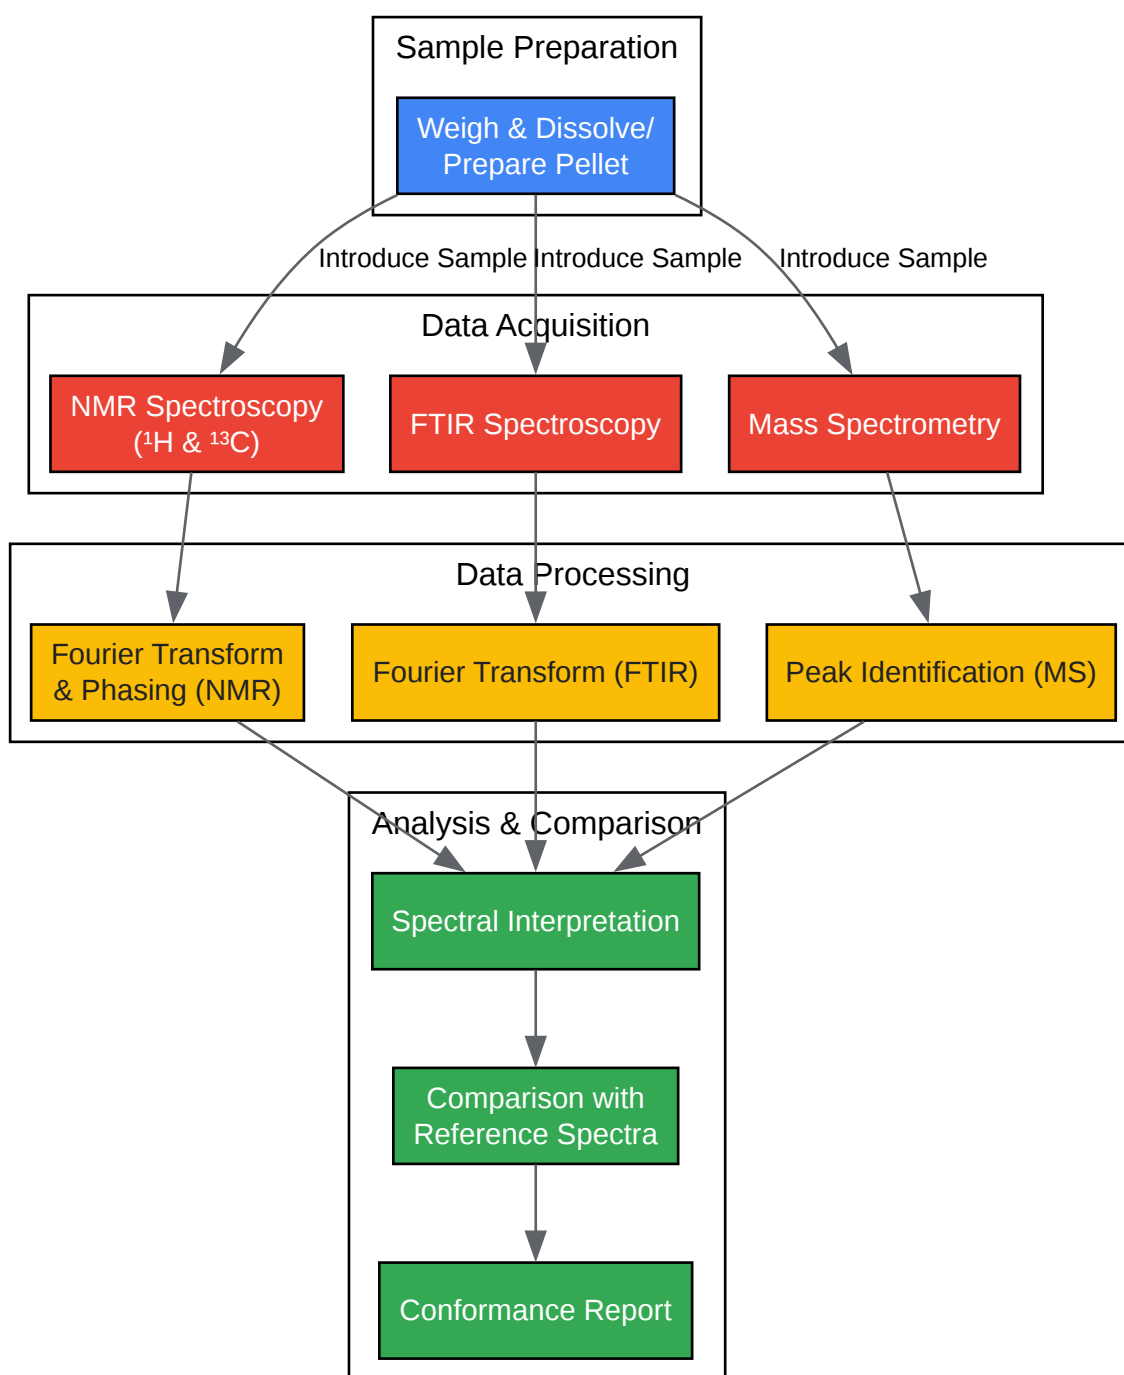 Sample Preparation
Weigh & Dissolve/
Prepare Pellet
Introduce Sample
Introduce Sample
Introduce Sample
Data Acquisition
NMR Spectroscopy
(¹H & ¹³C)
FTIR Spectroscopy
Mass Spectrometry
Data Processing
Fourier Transform
& Phasing (NMR)
Fourier Transform (FTIR)
Peak Identification (MS)
Analysis & Comparison
Spectral Interpretation
Comparison with
Reference Spectra
Conformance Report